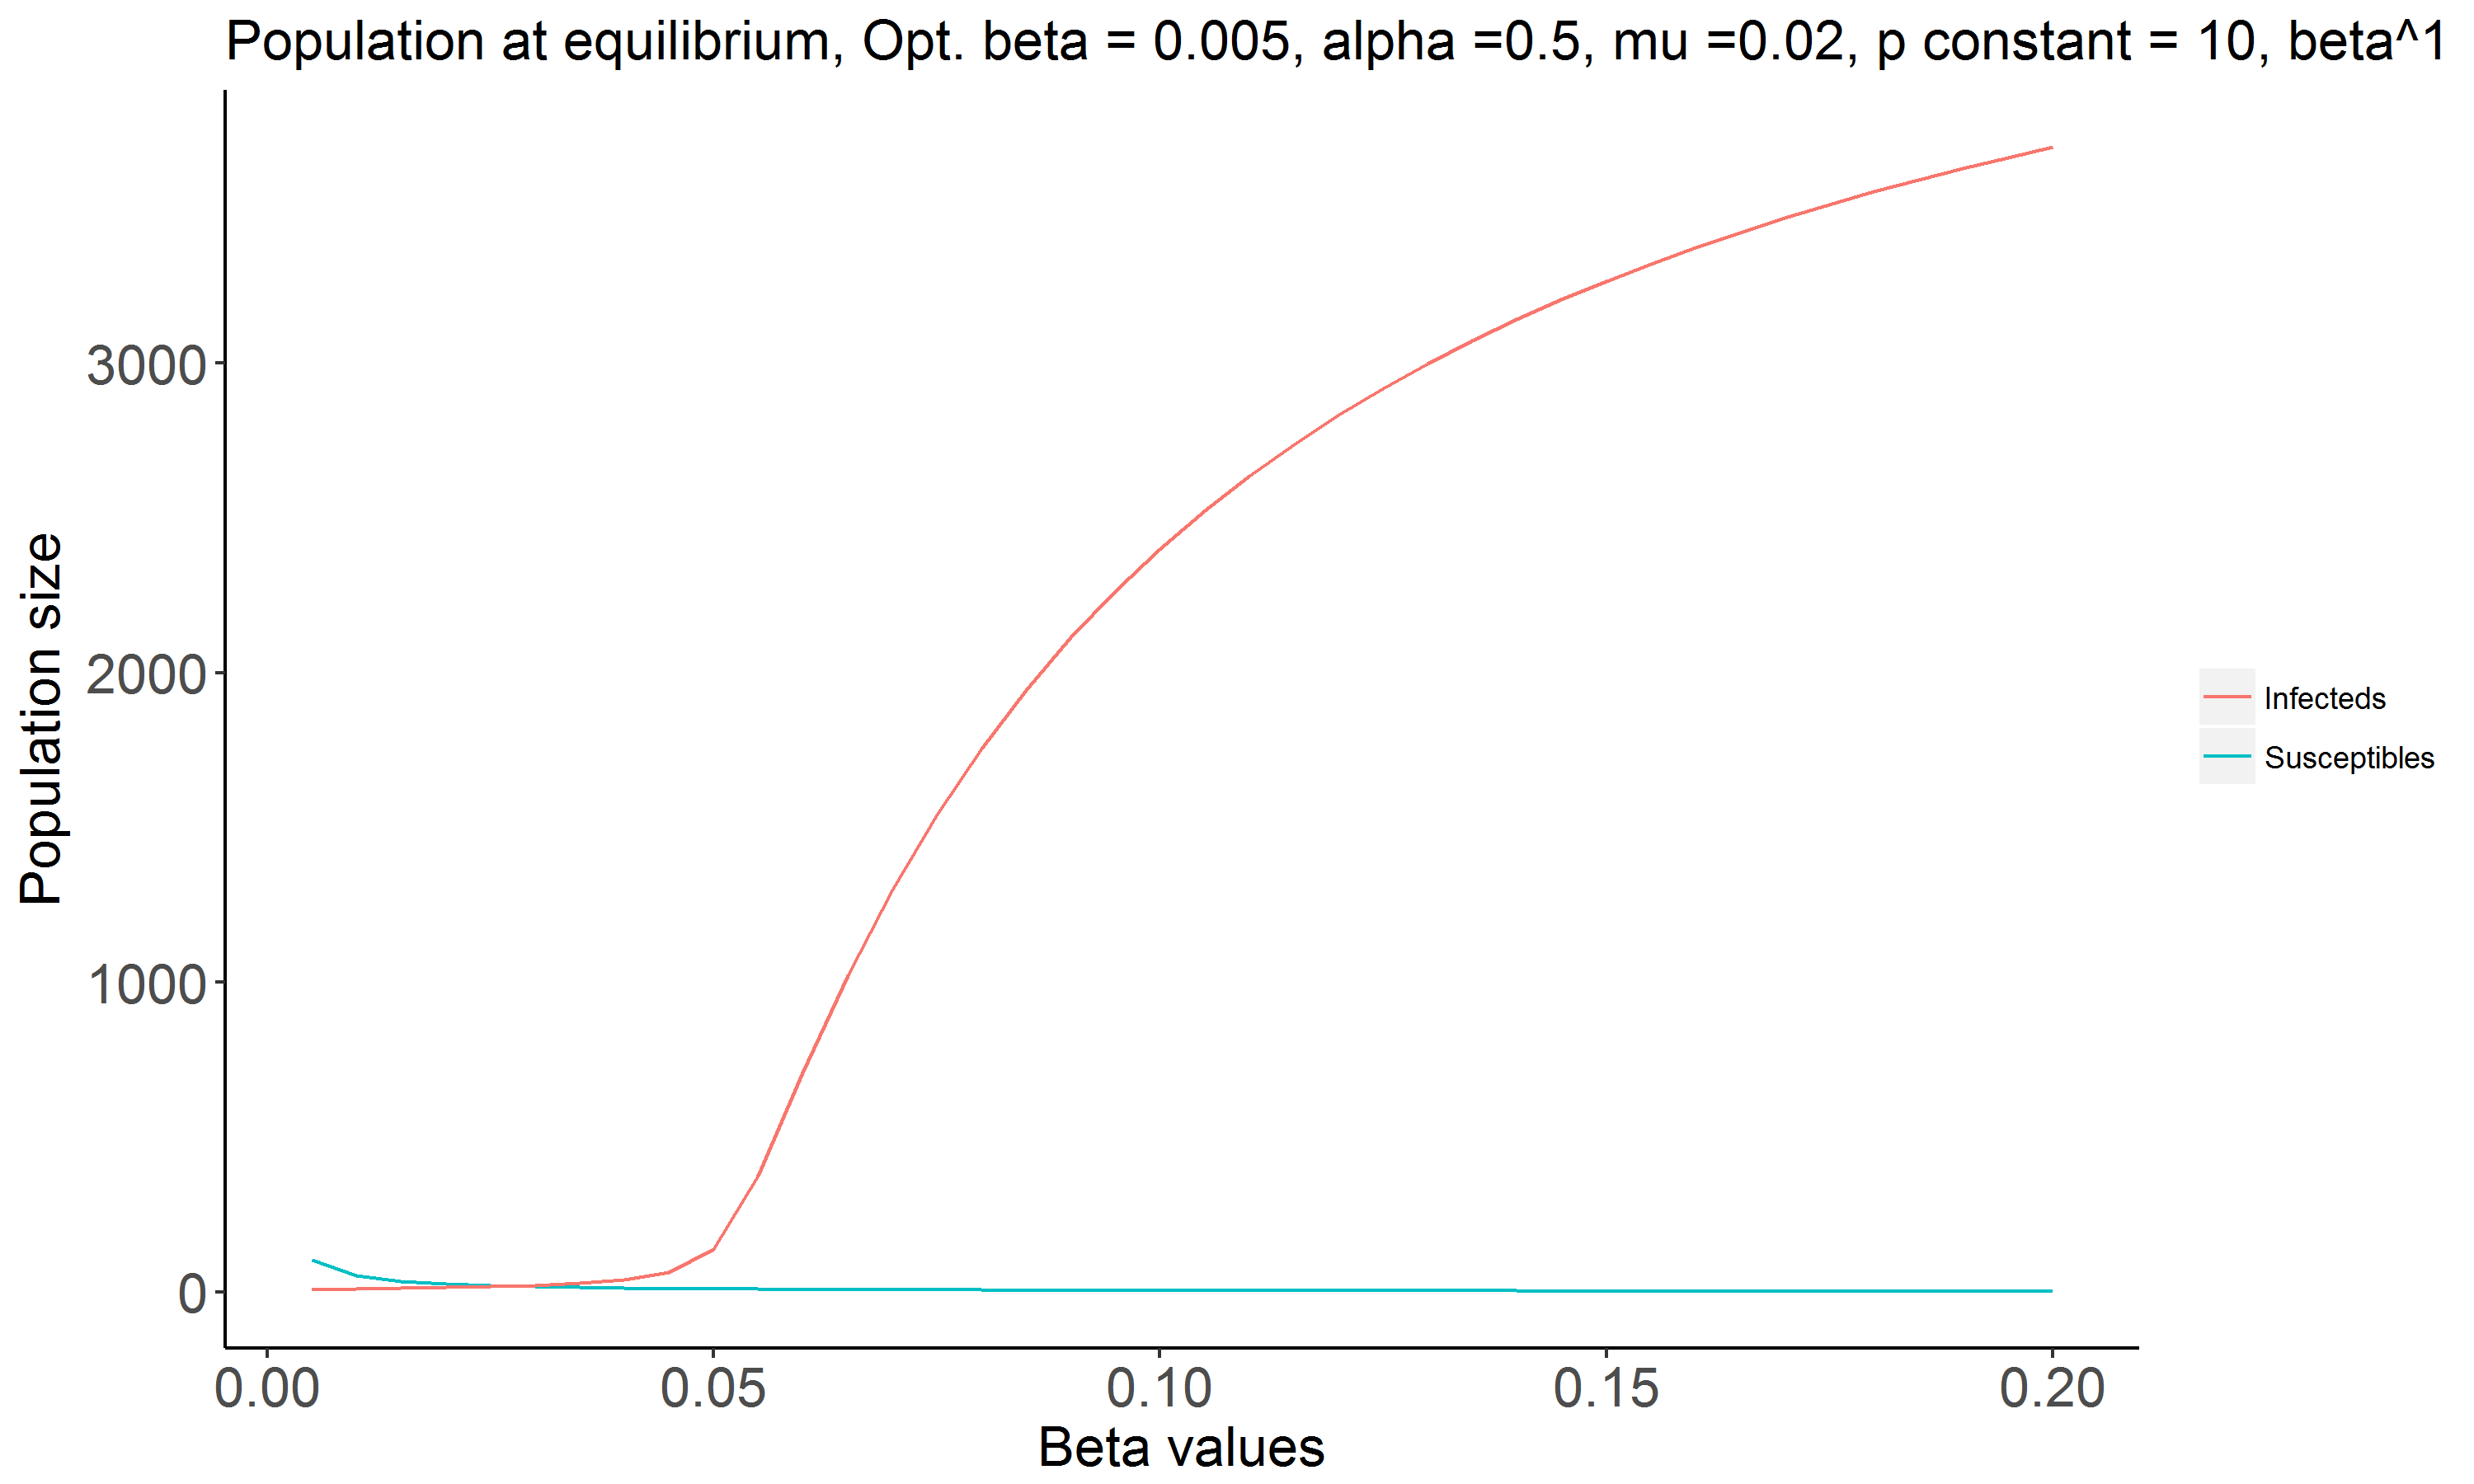 Population at equilibrium, Opt. beta = 0.005, alpha =0.5, mu =0.02, p constant = 10, beta^1
Population size
3000
2000
1000
0
0.00 0.05 0.10 0.15 0.20
Beta values
Infecteds
Susceptibles